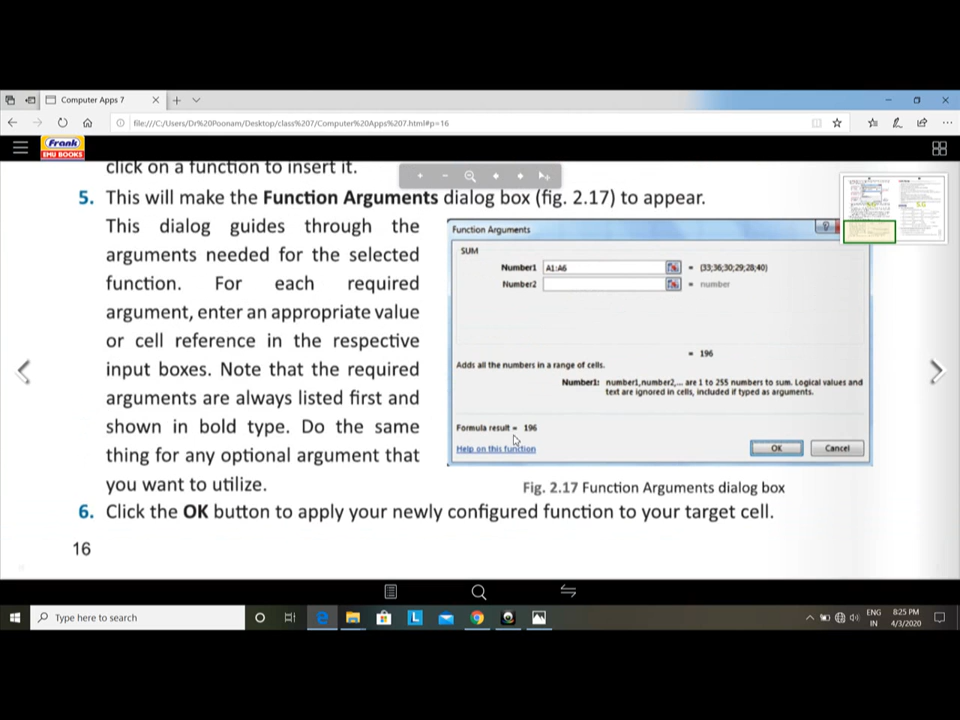 Computer Apps 7
file:///C:/Users/Dr%20Poonam/Desktop/class%207/Computer%20Apps%207.html#p=16
Frank
EMU BOOKS
click on a function to insert it.
5. This will make the Function Arguments dialog box (fig. 2.17) to appear.
This dialog guides through the
arguments needed for the selected
function. For each required
argument, enter an appropriate value
or cell reference in the respective
input boxes. Note that the required
arguments are always listed first and
shown in bold type. Do the same
thing for any optional argument that
you want to utilize.
Function Arguments
SUM
Number1 A1:A6 = {33;36;30;29;28;40}
Number2 = number
= 196
Adds all the numbers in a range of cells.
Number1: number1,number2,... are 1 to 255 numbers to sum. Logical values and
text are ignored in cells, included if typed as arguments.
Formula result = 196
Help on this function
OK Cancel
Fig. 2.17 Function Arguments dialog box
6. Click the OK button to apply your newly configured function to your target cell.
16
Type here to search
ENG
IN
8:25 PM
4/3/2020